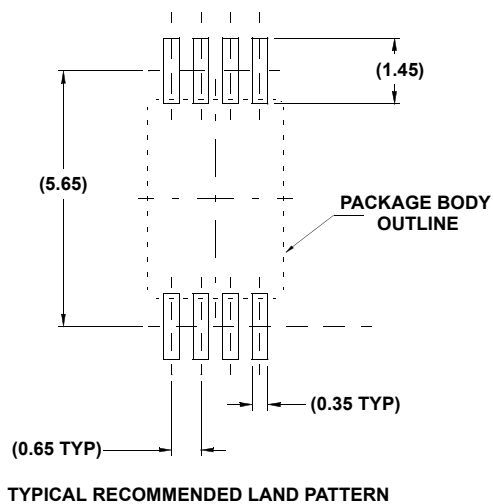 (1.45)
(5.65)
PACKAGE BODY
OUTLINE
(0.35 TYP)
(0.65 TYP)
TYPICAL RECOMMENDED LAND PATTERN